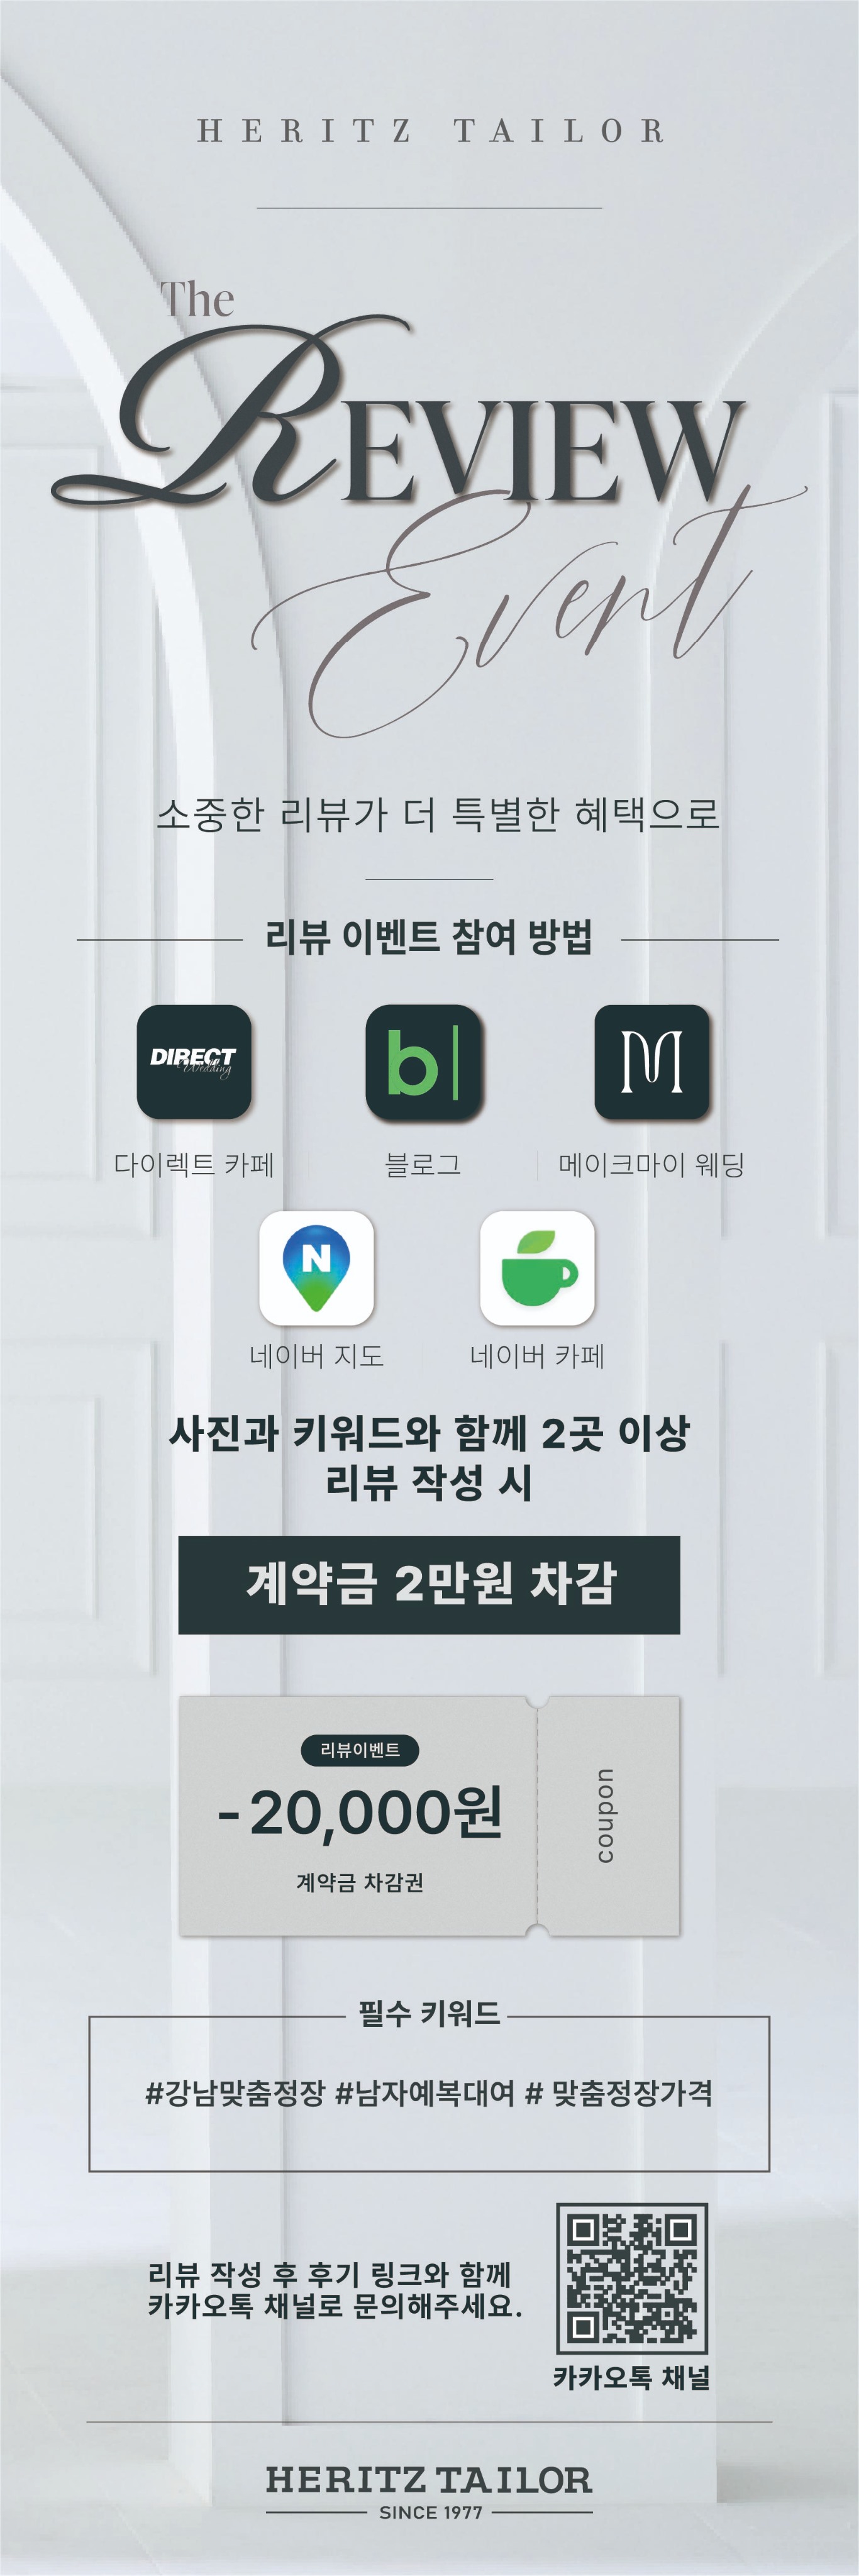 HERITZ TAILOR
The
REVIEW
Event
소중한 리뷰가 더 특별한 혜택으로
리뷰 이벤트 참여 방법
DIRECT
Wedding
b|
M
다이렉트 카페
블로그
메이크마이 웨딩
N
네이버 지도
네이버 카페
사진과 키워드와 함께 2곳 이상
리뷰 작성 시
계약금 2만원 차감
리뷰이벤트
-20,000원
계약금 차감권
coupon
필수 키워드
#강남맞춤정장 #남자예복대여 # 맞춤정장가격
리뷰 작성 후 후기 링크와 함께
카카오톡 채널로 문의해주세요.
카카오톡 채널
HERITZ TAILOR
SINCE 1977